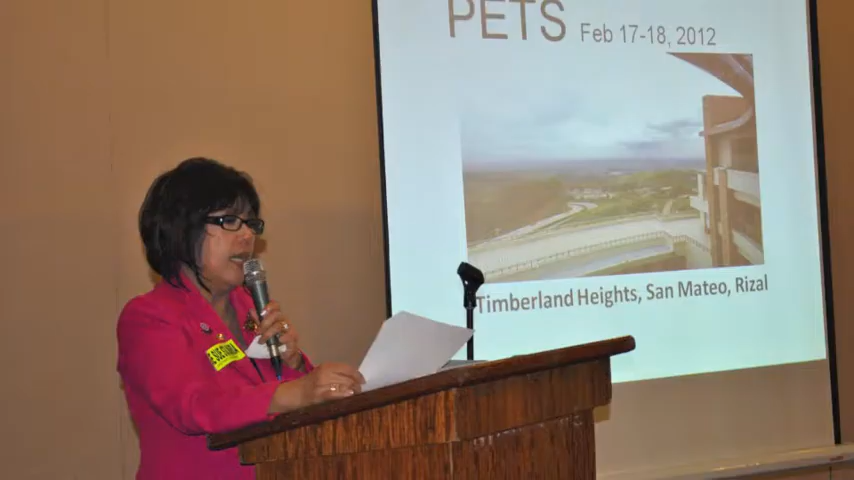 PETS Feb 17-18, 2012
Timberland Heights, San Mateo, Rizal